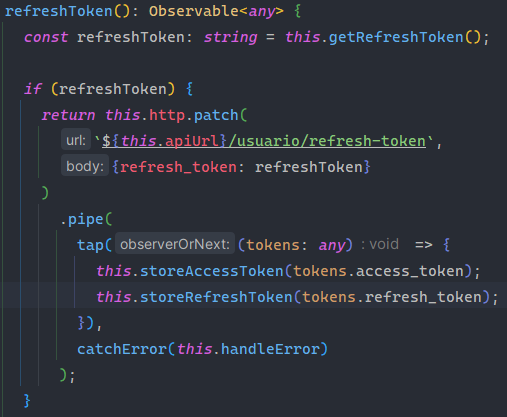 refreshToken(): Observable<any> {
const refreshToken: string = this.getRefreshToken();
if (refreshToken) {
return this.http.patch(
url: `${this.apiUrl}/usuario/refresh-token`,
body: {refresh_token: refreshToken}
)
.pipe(
tap( observerOrNext: (tokens: any) : void => {
this.storeAccessToken(tokens.access_token);
this.storeRefreshToken(tokens.refresh_token);
}),
catchError(this.handleError)
);
}